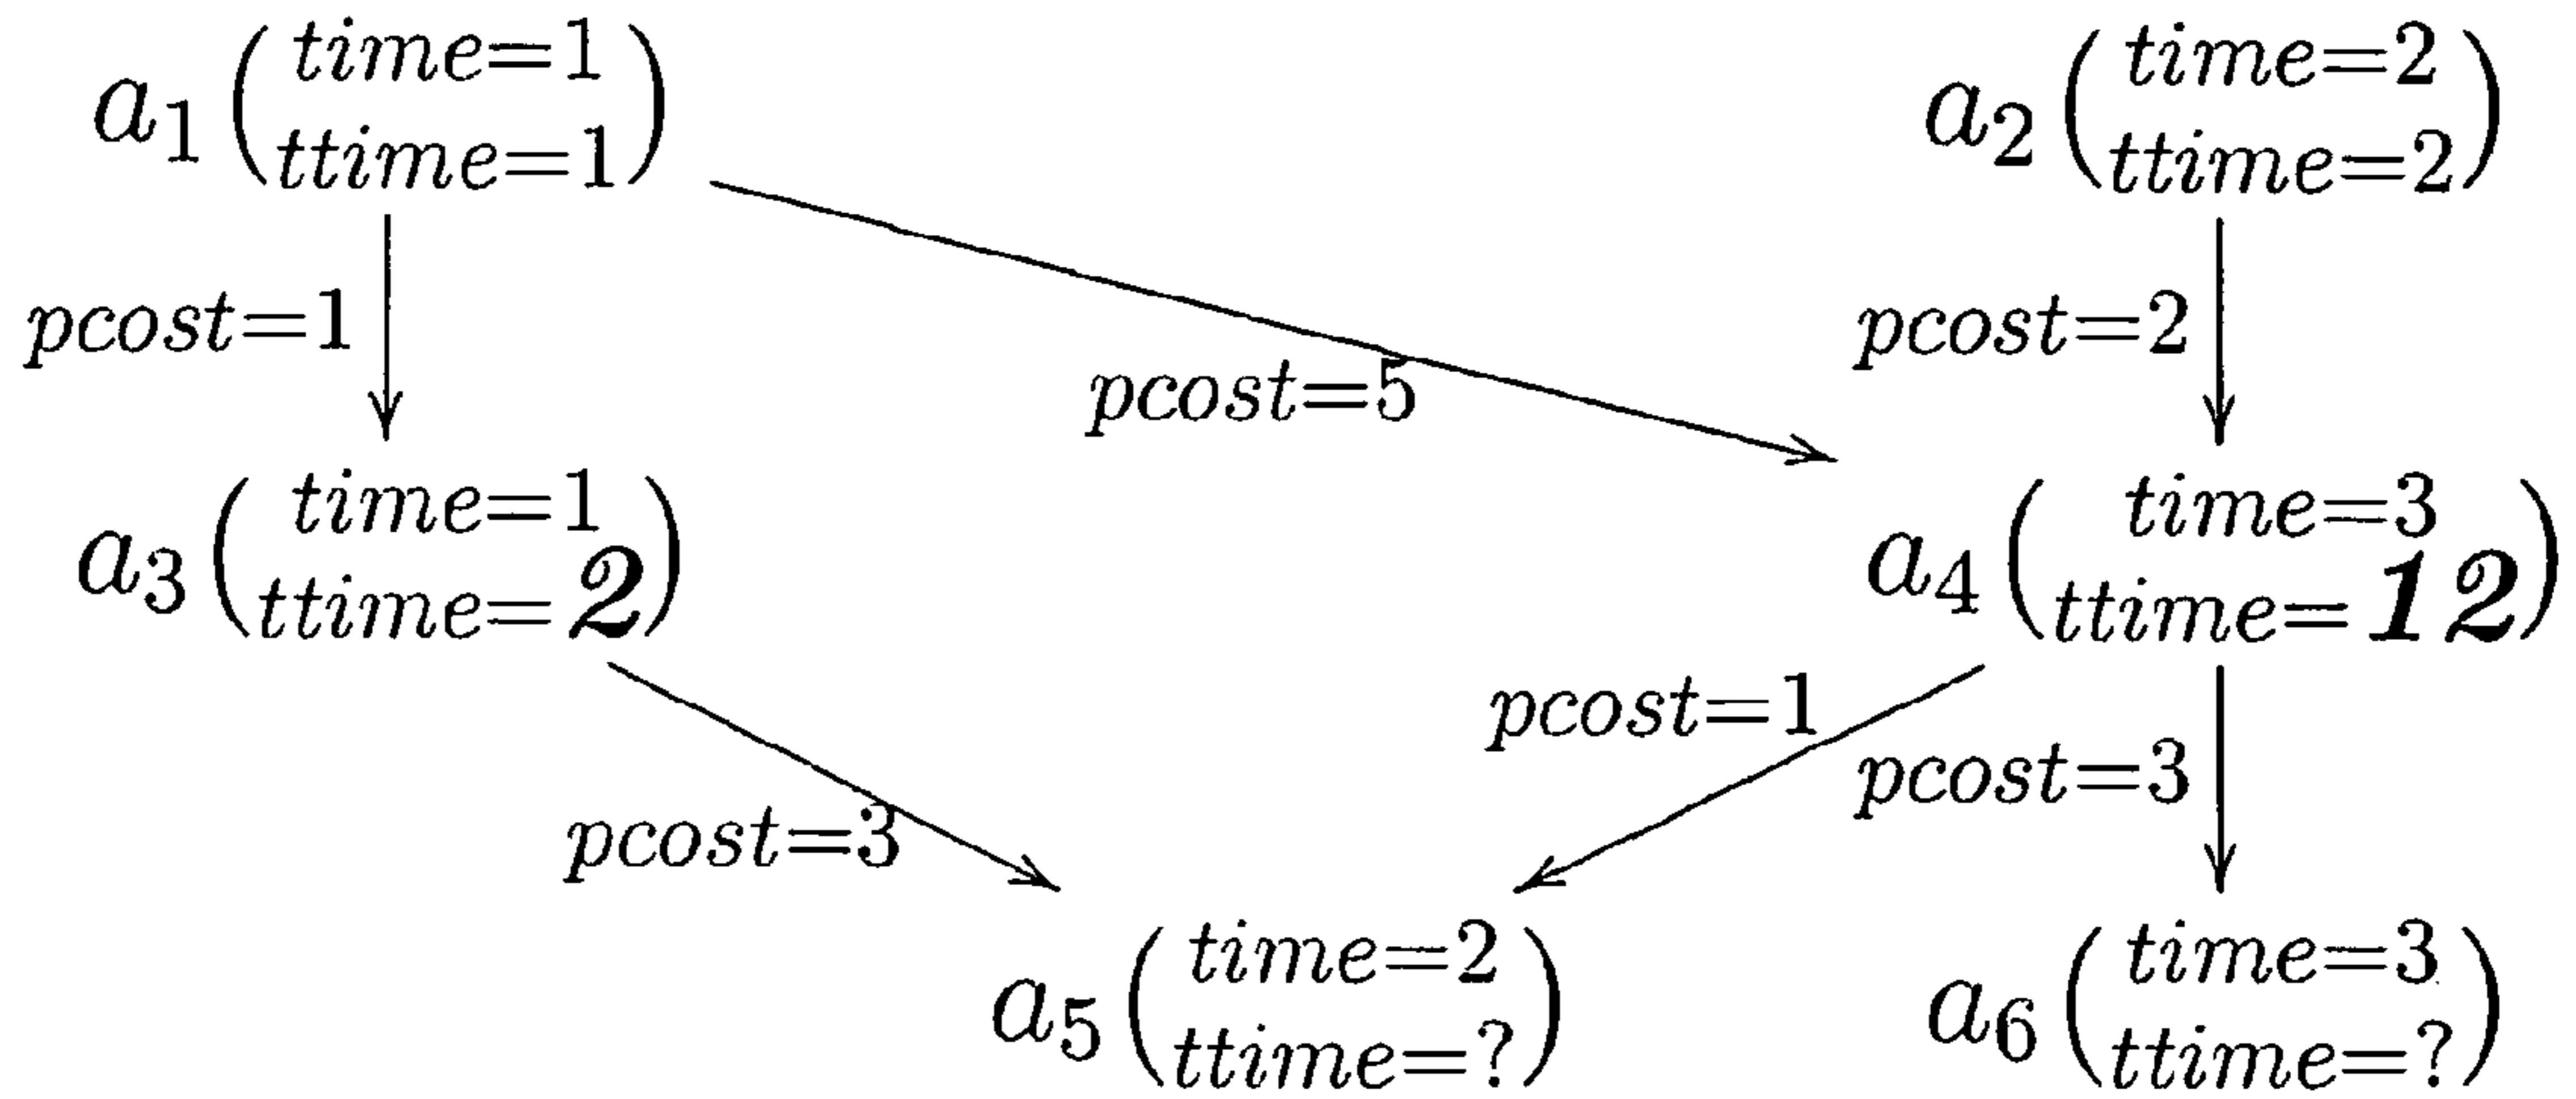 a1 (time=1 ttime=1)
a2 (time=2 ttime=2)
pcost=1
pcost=5
pcost=2
a3 (time=1 ttime=2)
a4 (time=3 ttime=12)
pcost=3
pcost=1
pcost=3
a5 (time=2 ttime=?)
a6 (time=3 ttime=?)